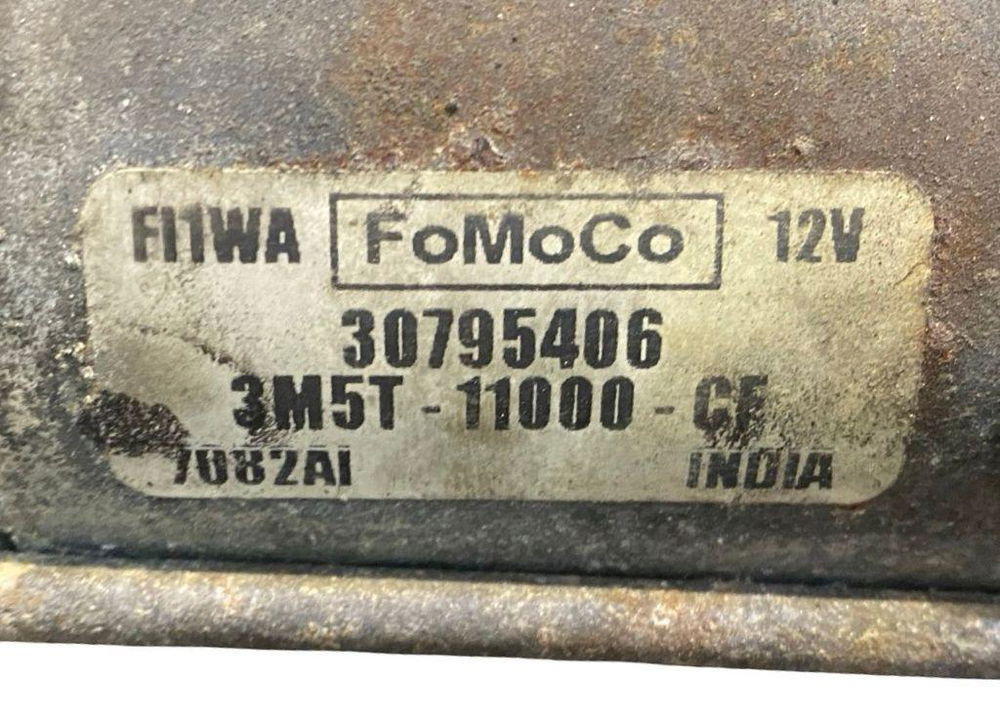 FI1WA FoMoCo 12V
30795406
3M5T - 11000 - CF
7082AI INDIA